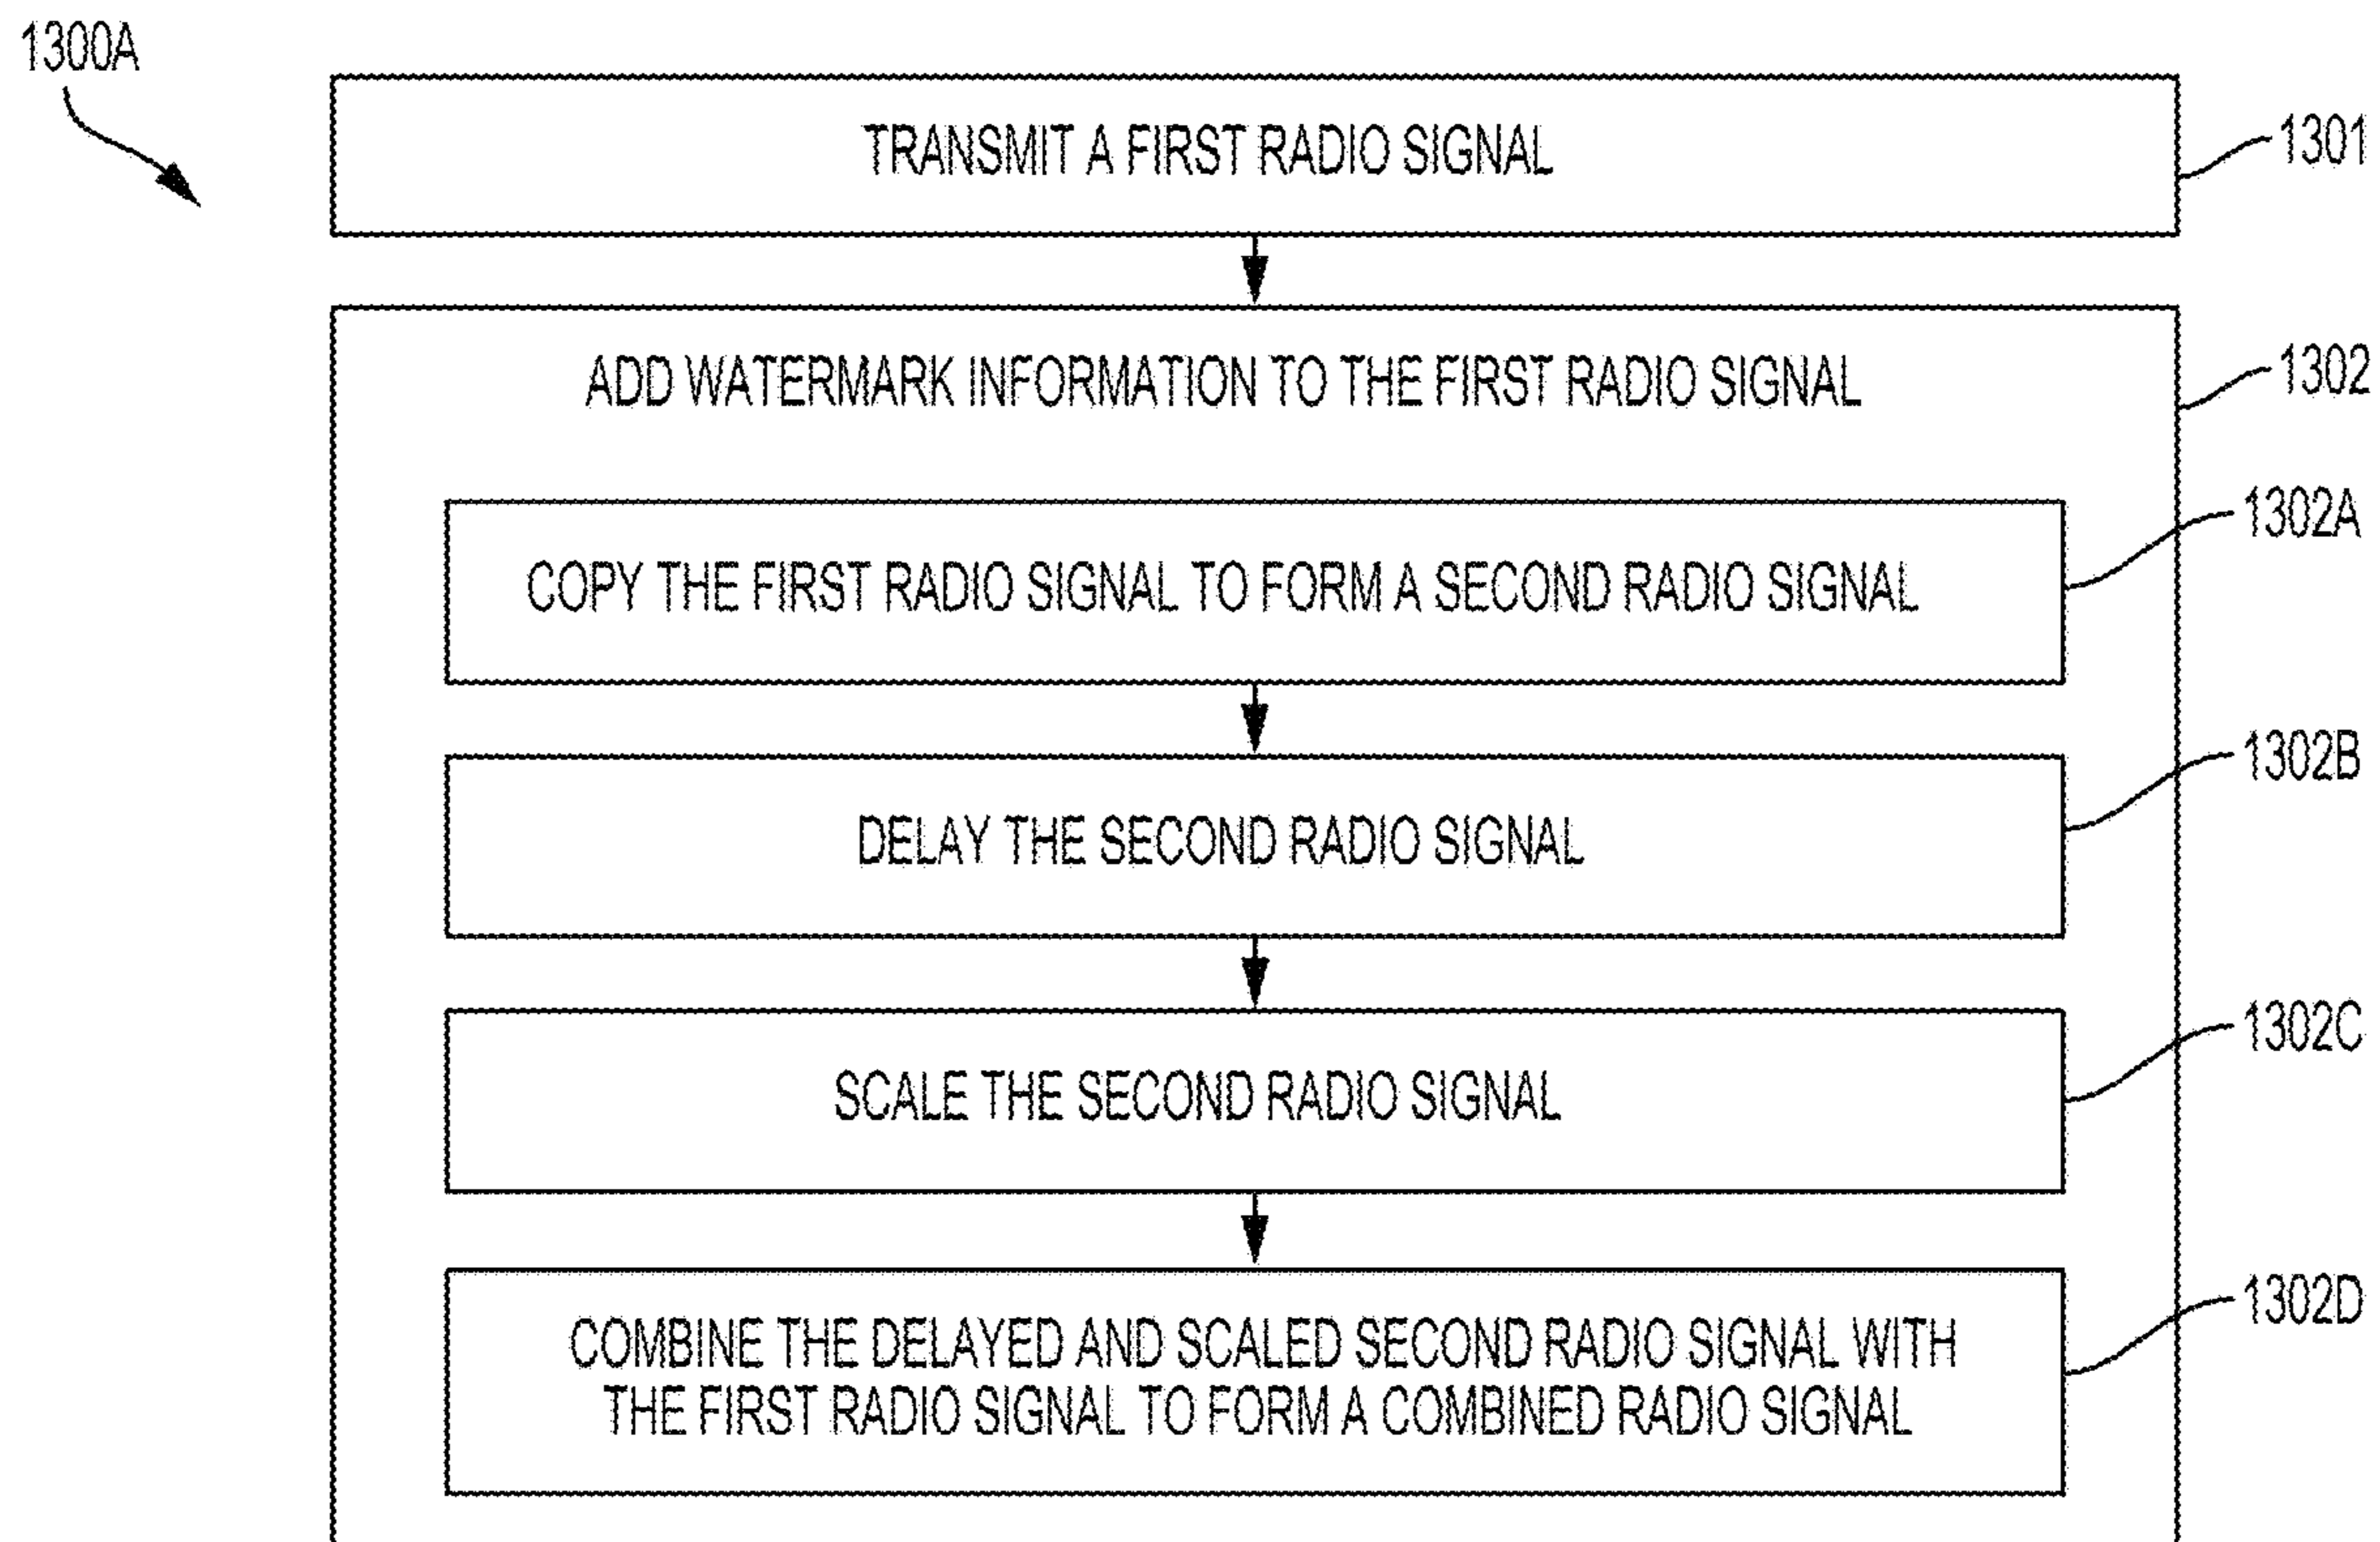 1300A
TRANSMIT A FIRST RADIO SIGNAL
1301
ADD WATERMARK INFORMATION TO THE FIRST RADIO SIGNAL
1302
COPY THE FIRST RADIO SIGNAL TO FORM A SECOND RADIO SIGNAL
1302A
DELAY THE SECOND RADIO SIGNAL
1302B
SCALE THE SECOND RADIO SIGNAL
1302C
COMBINE THE DELAYED AND SCALED SECOND RADIO SIGNAL WITH
THE FIRST RADIO SIGNAL TO FORM A COMBINED RADIO SIGNAL
1302D